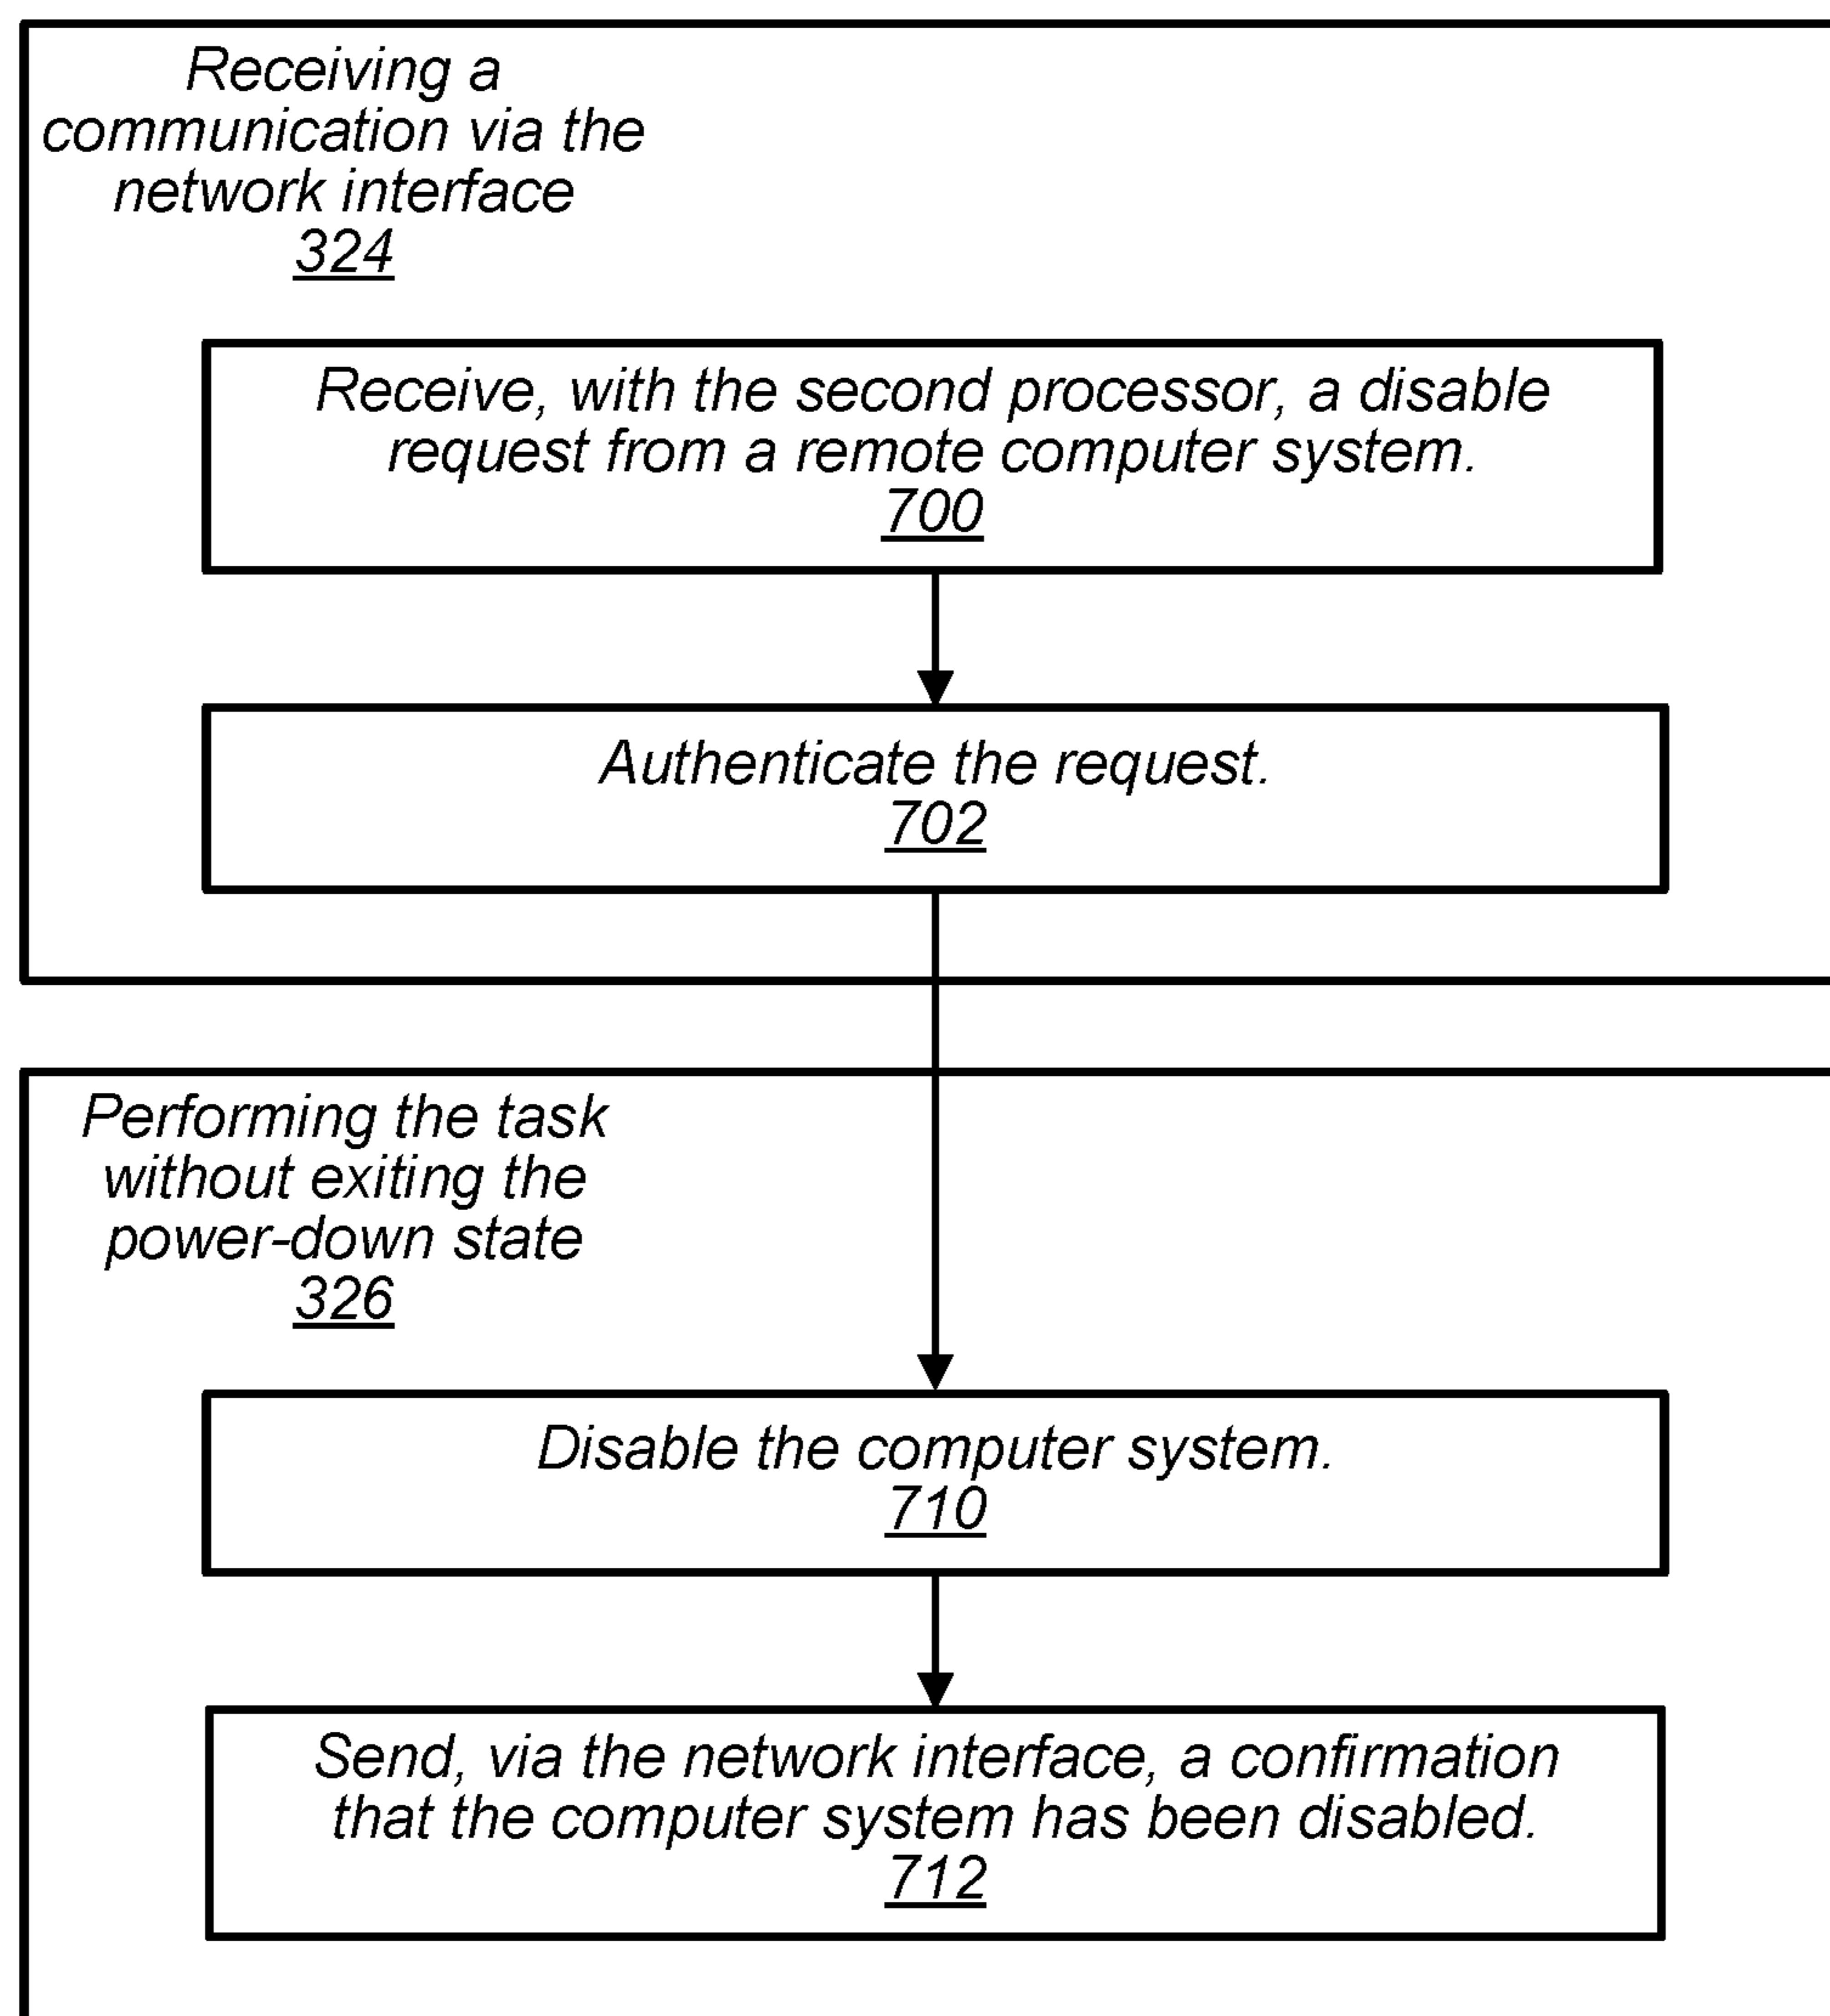 Receiving a
communication via the
network interface
324
Receive, with the second processor, a disable
request from a remote computer system.
700
Authenticate the request.
702
Performing the task
without exiting the
power-down state
326
Disable the computer system.
710
Send, via the network interface, a confirmation
that the computer system has been disabled.
712